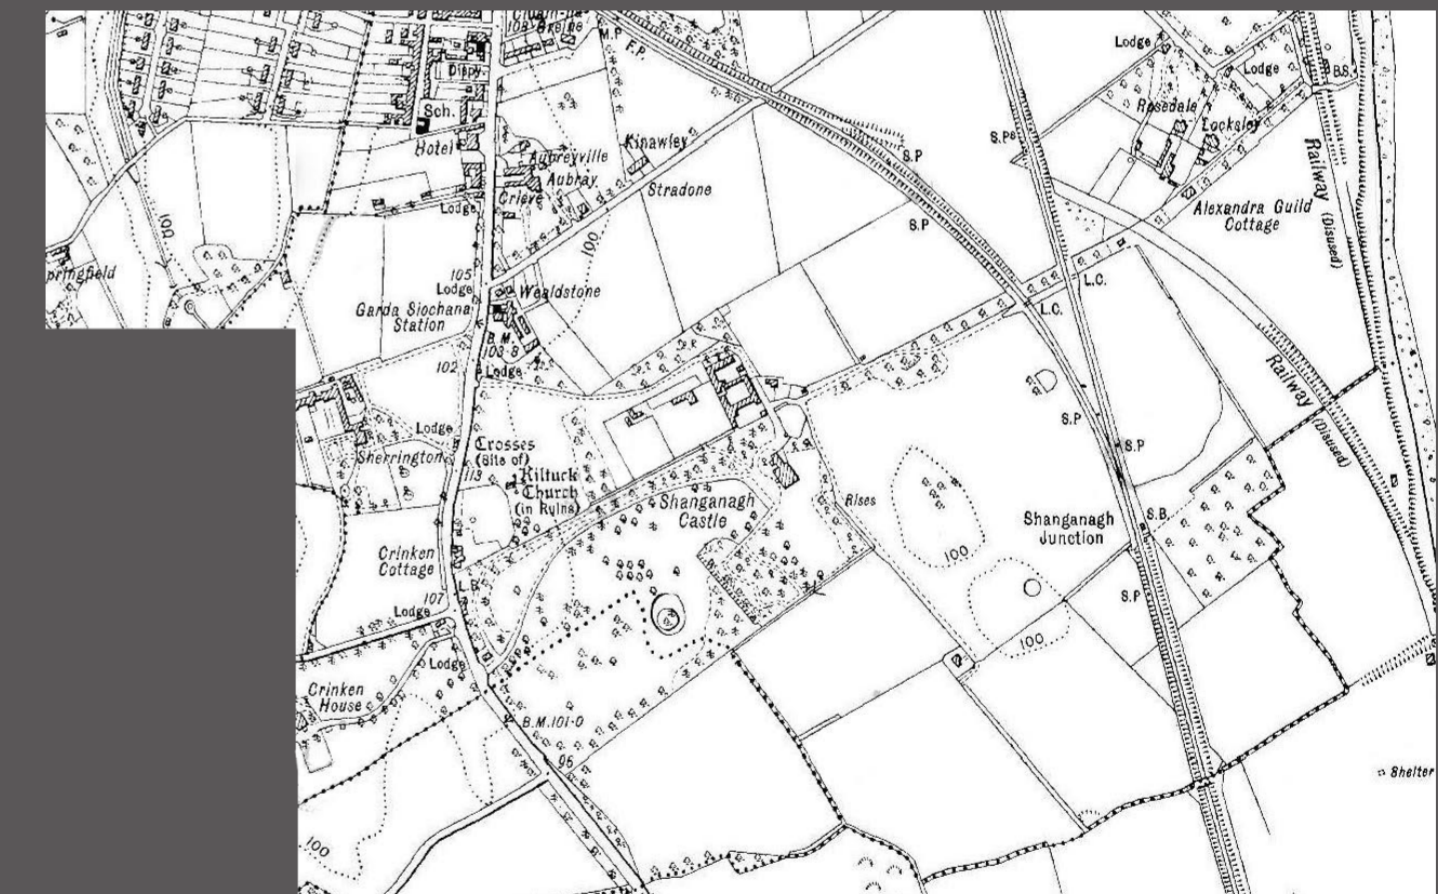 108
M.P
F.P.
Lodge
Dispy.
Lodge
B.S.
Sch.
Rosedale
Locksley
Hotel
Kinawley
S.Ps
Railway
(Disused)
Aubreyville
S.P
Aubray
Stradone
Crieve
Lodge
Alexandra Guild
Cottage
S.P
100
100
pringfield
105
Lodge
Wealdstone
L.C.
Garda Siochana
Station
L.C.
B.M.
103·8
102
Lodge
Railway
(Disused)
S.P
Lodge
Crosses
(Site of)
S.P
Sherrington
113
Kiltuck
Church
(in Ruins)
Shanganagh
Castle
Rises
Shanganagh
Junction
S.B.
Crinken
Cottage
100
L.B.
107
Lodge
S.P
100
Lodge
Crinken
House
B.M.101·0
96
Shelter
100